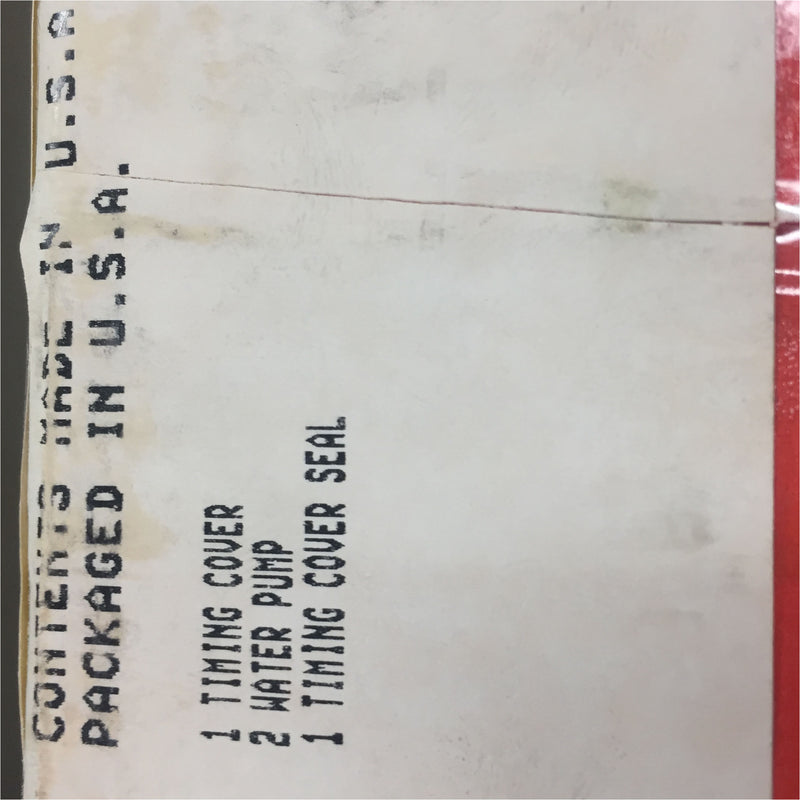 CONTENTS MADE IN U.S.A
PACKAGED IN U.S.A.
1 TIMING COVER
2 WATER PUMP
1 TIMING COVER SEAL